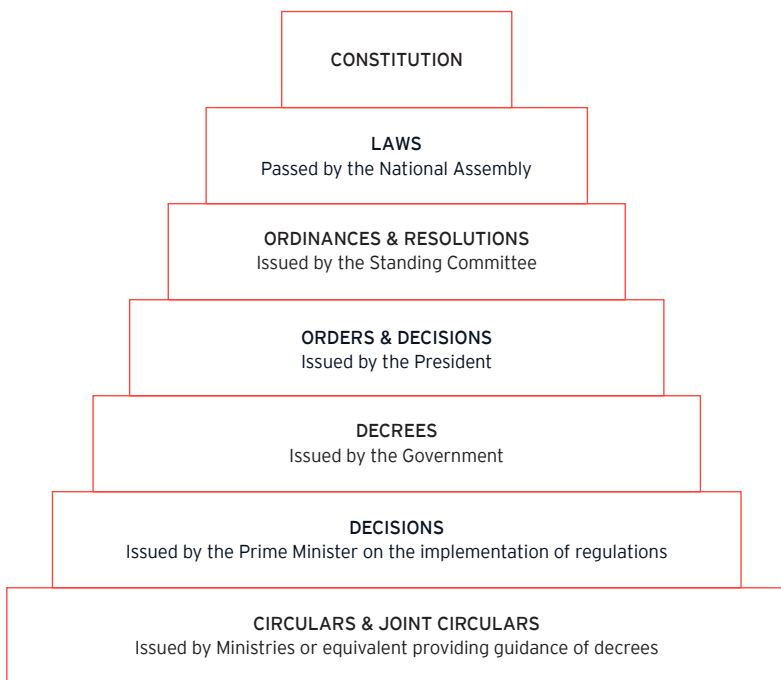 CONSTITUTION
LAWS
Passed by the National Assembly
ORDINANCES & RESOLUTIONS
Issued by the Standing Committee
ORDERS & DECISIONS
Issued by the President
DECREES
Issued by the Government
DECISIONS
Issued by the Prime Minister on the implementation of regulations
CIRCULARS & JOINT CIRCULARS
Issued by Ministries or equivalent providing guidance of decrees